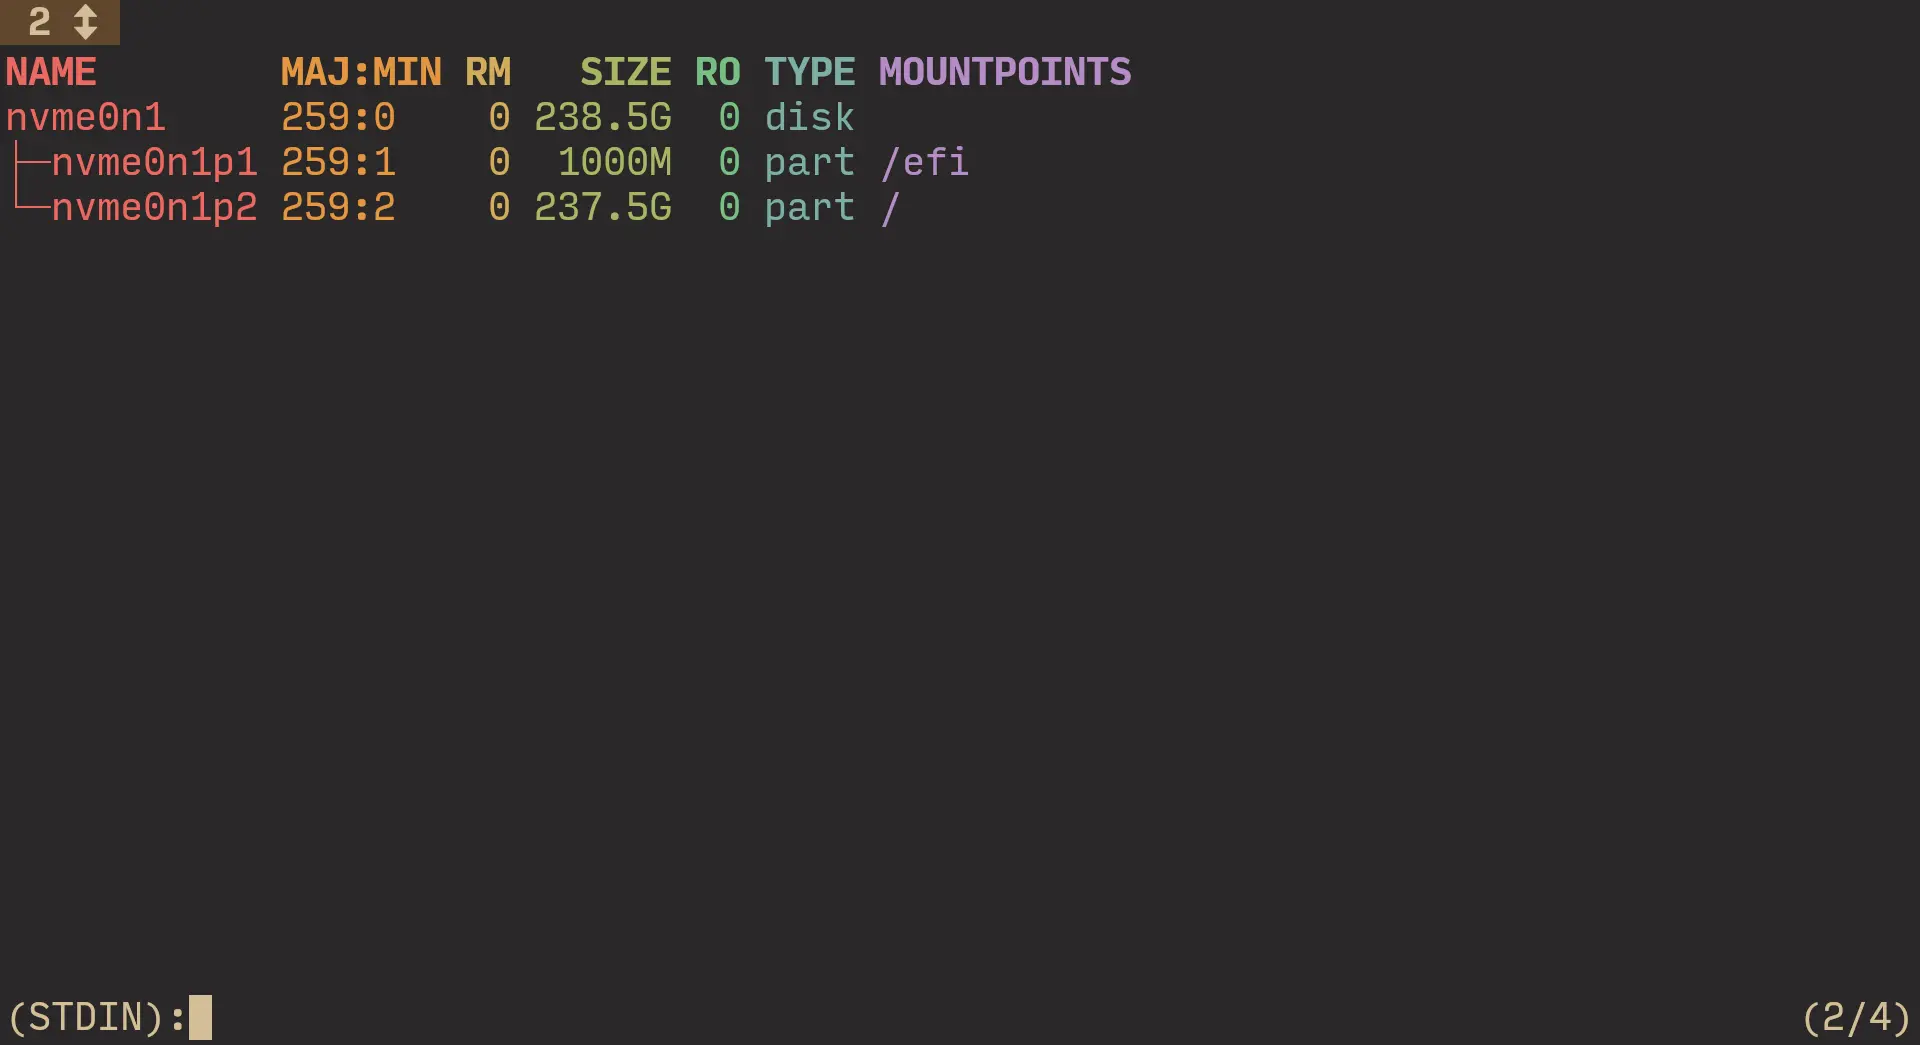 2 ↕
NAME        MAJ:MIN RM   SIZE RO TYPE MOUNTPOINTS
nvme0n1     259:0    0 238.5G  0 disk
├─nvme0n1p1 259:1    0  1000M  0 part /efi
└─nvme0n1p2 259:2    0 237.5G  0 part /
(STDIN): (2/4)